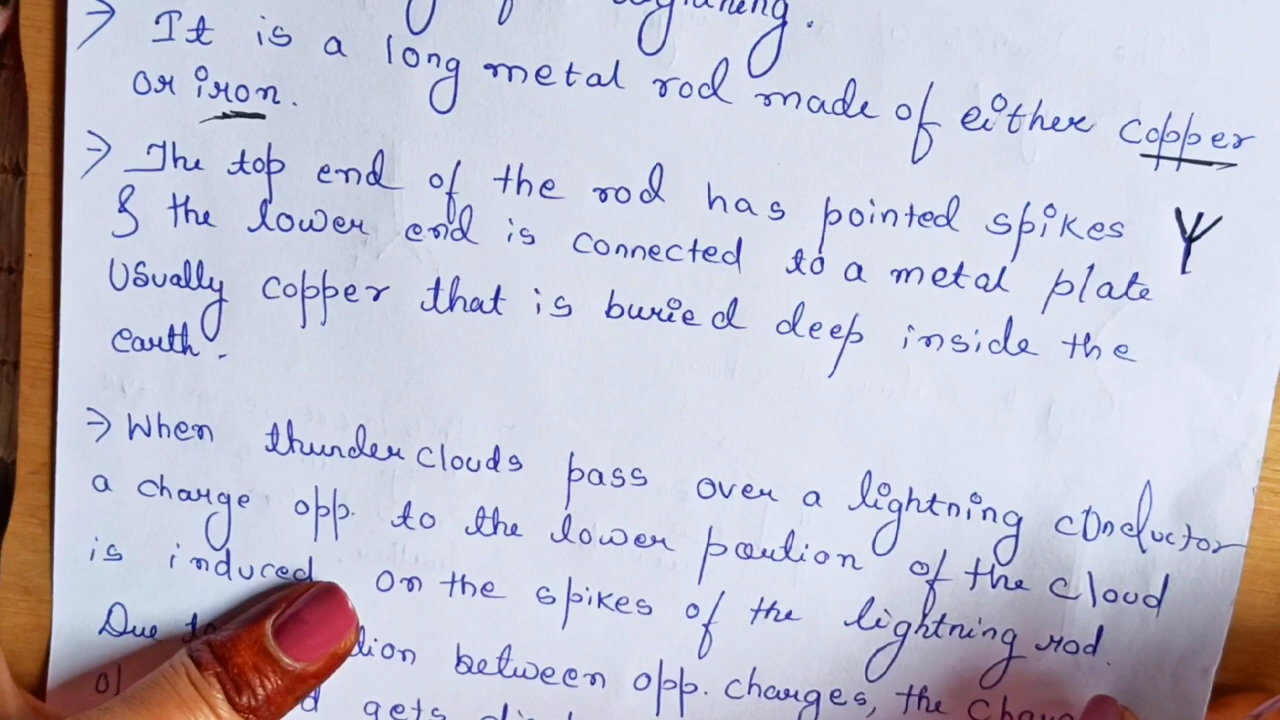 ⇒ It is a long metal rod made of either copper
or iron.
⇒ The top end of the rod has pointed spikes
& the lower end is connected to a metal plate
Usually copper that is buried deep inside the
earth.
⇒ When thunder clouds pass over a lightning conductor
a charge opp. to the lower portion of the cloud
is induced on the spikes of the lightning rod.
Due between opp. charges, the
gets